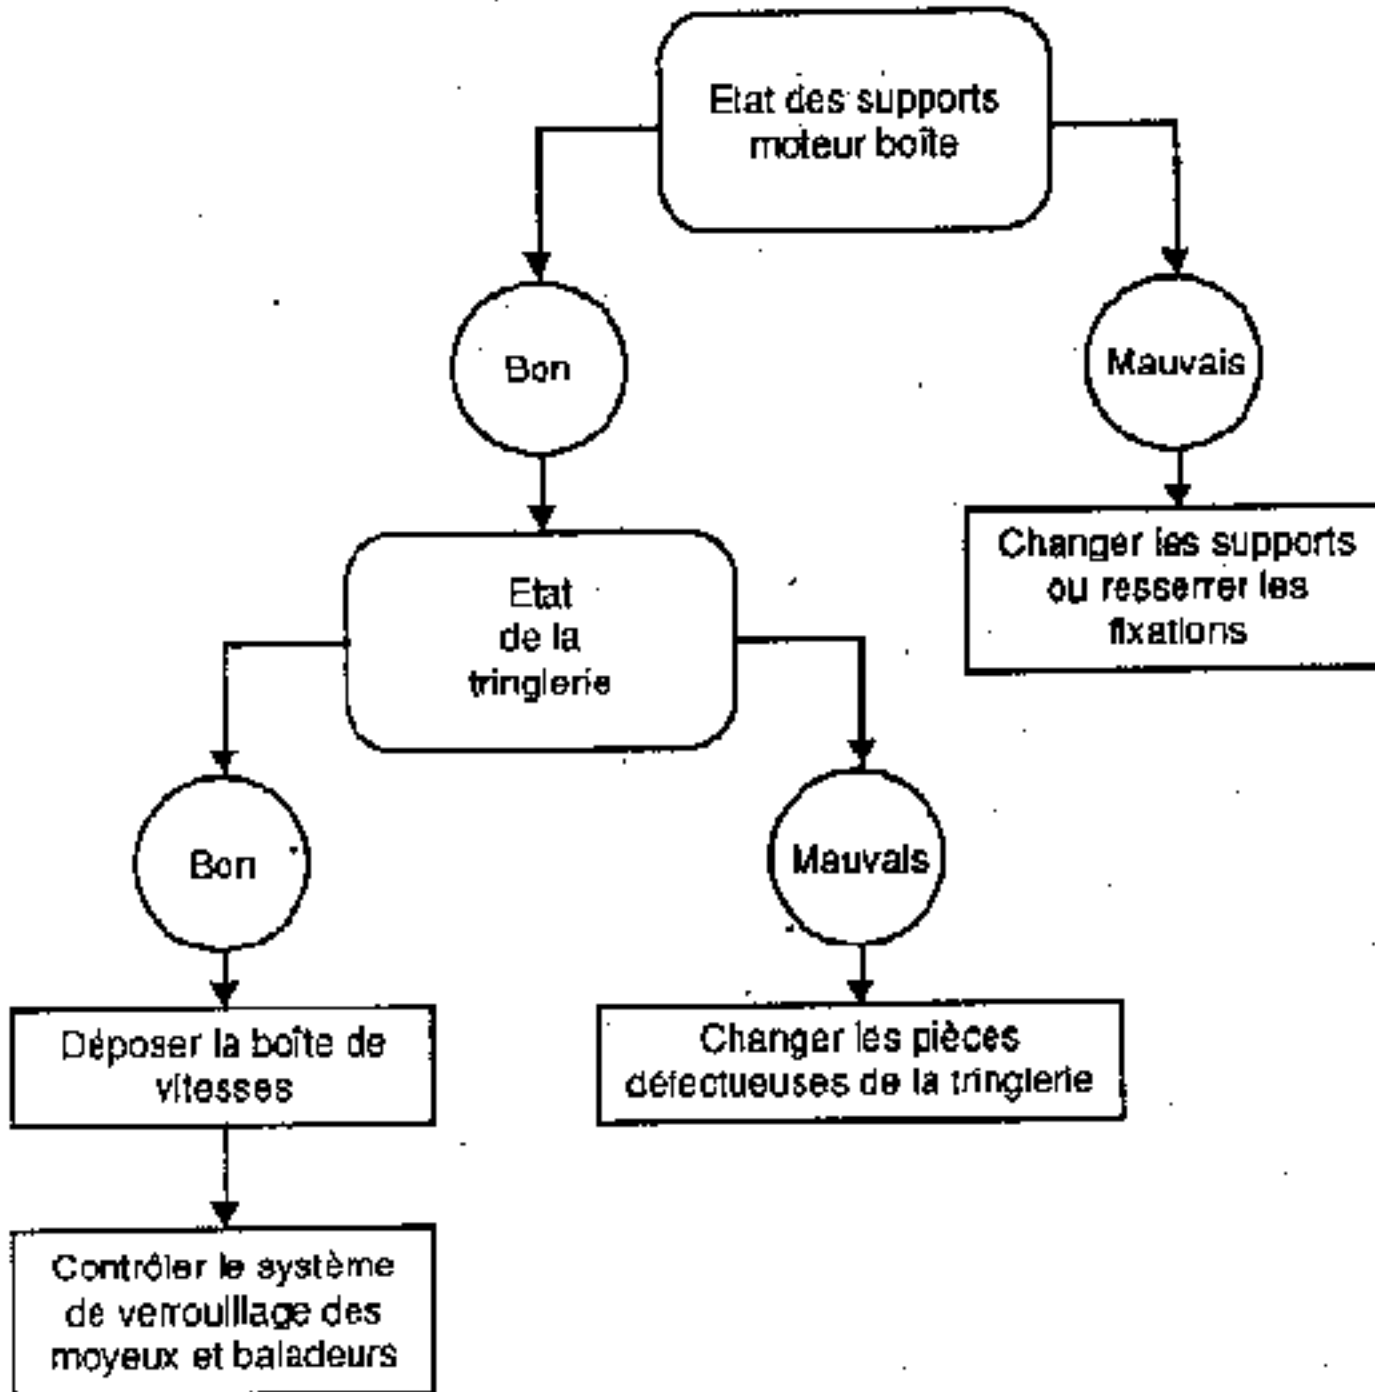 Etat des supports
moteur boîte
Bon
Mauvais
Changer les supports
ou resserrer les
fixations
Etat
de la
tringlerie
Bon
Mauvais
Déposer la boîte de
vitesses
Changer les pièces
défectueuses de la tringlerie
Contrôler le système
de verrouillage des
moyeux et baladeurs